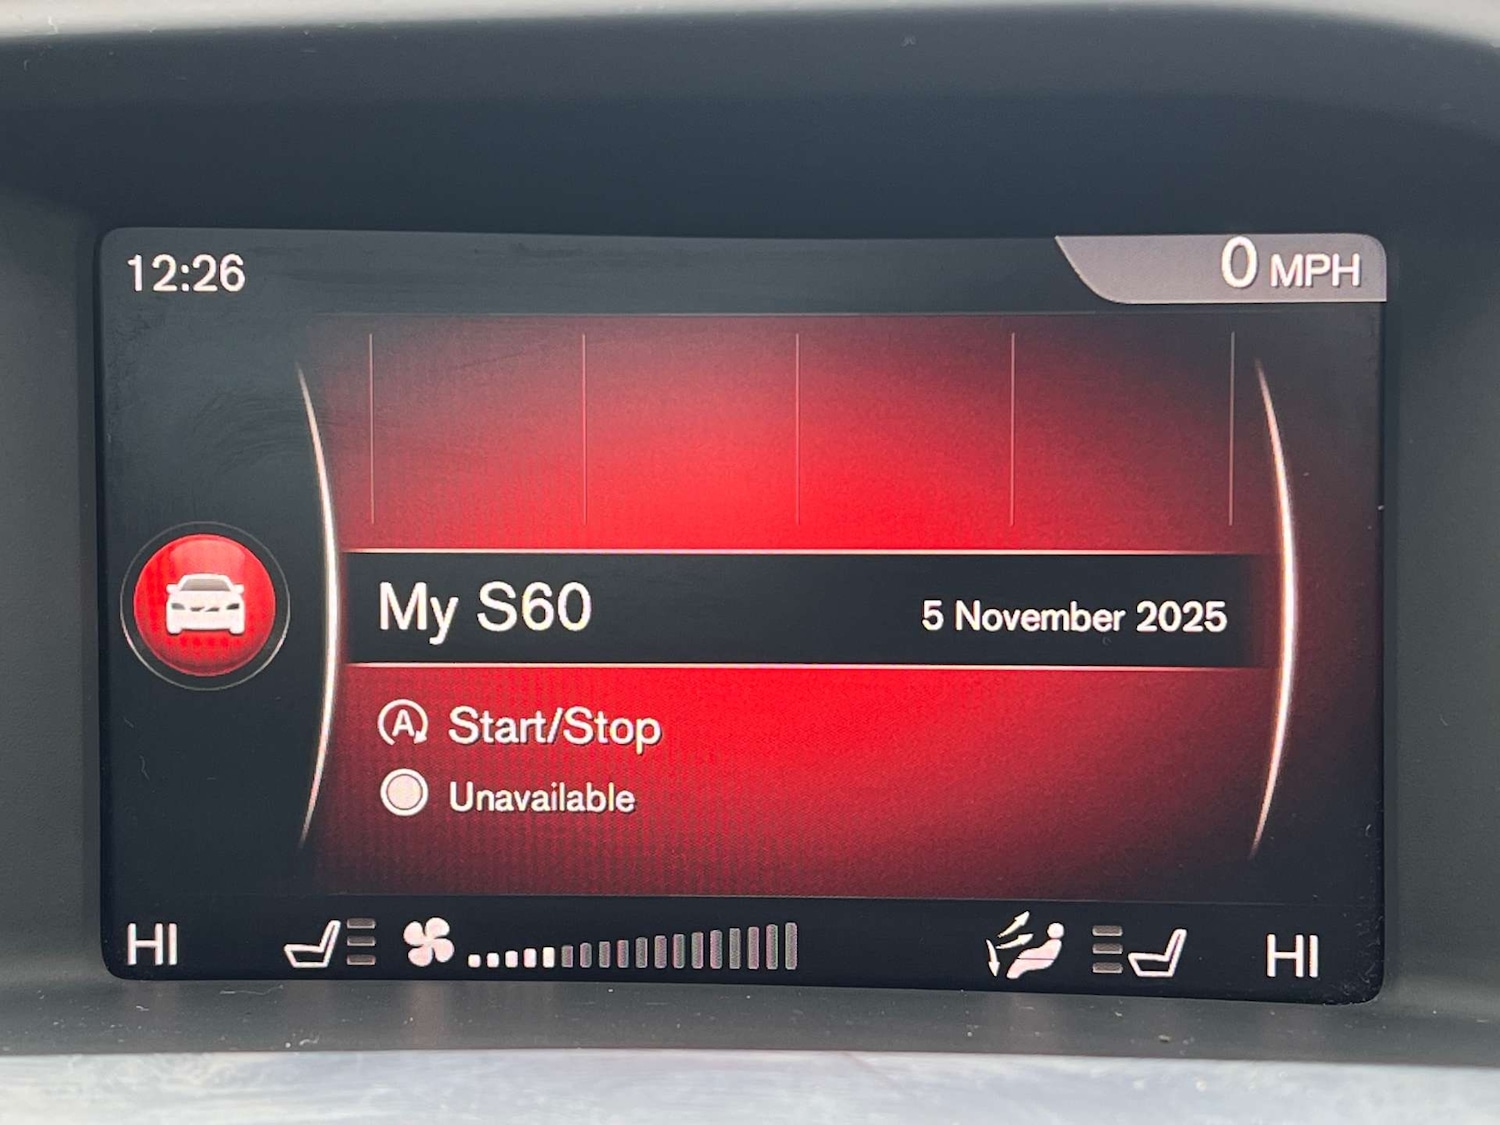 12:26
0 MPH
My S60
5 November 2025
A Start/Stop
Unavailable
HI
HI